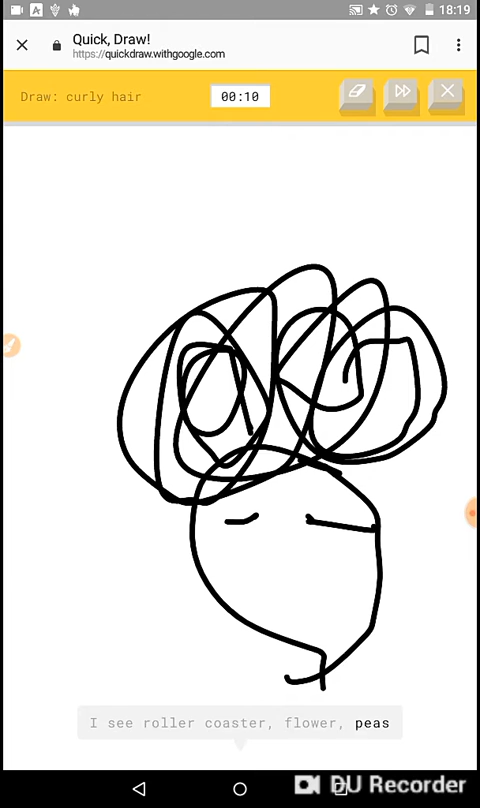 18:19
Quick, Draw!
https://quickdraw.withgoogle.com
Draw: curly hair
00:10
I see roller coaster, flower, peas
DU Recorder